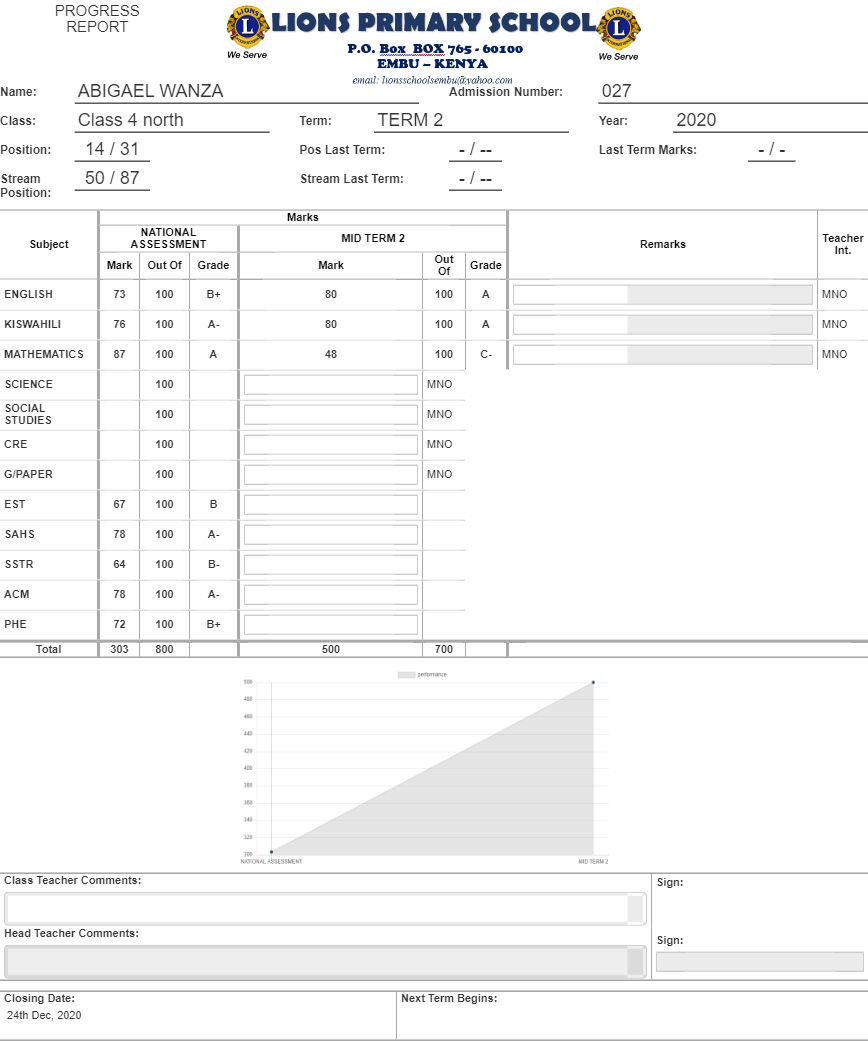 PROGRESS
REPORT
LIONS
L
LIONS PRIMARY SCHOOL
LIONS
L
We Serve
P.O. Box BOX 765 - 60100
We Serve
EMBU – KENYA
email: lionsschoolsembu@yahoo.com
Name: ABIGAEL WANZA Admission Number: 027
Class: Class 4 north Term: TERM 2 Year: 2020
Position: 14 / 31 Pos Last Term: - / -- Last Term Marks: - / -
Stream Position: 50 / 87 Stream Last Term: - / --
Marks
Subject NATIONAL ASSESSMENT MID TERM 2 Remarks Teacher Int.
Mark Out Of Grade Mark Out Of Grade
ENGLISH 73 100 B+ 80 100 A MNO
KISWAHILI 76 100 A- 80 100 A MNO
MATHEMATICS 87 100 A 48 100 C- MNO
SCIENCE 100 MNO
SOCIAL STUDIES 100 MNO
CRE 100 MNO
G/PAPER 100 MNO
EST 67 100 B
SAHS 78 100 A-
SSTR 64 100 B-
ACM 78 100 A-
PHE 72 100 B+
Total 303 800 500 700
performance
500
480
460
440
420
400
380
360
340
320
300
NATIONAL ASSESSMENT MID TERM 2
Class Teacher Comments: Sign:
Head Teacher Comments: Sign:
Closing Date: Next Term Begins:
24th Dec, 2020